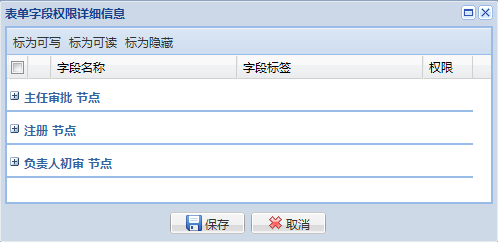 表单字段权限详细信息
标为可写 标为可读 标为隐藏
字段名称 字段标签 权限
主任审批 节点
注册 节点
负责人初审 节点
保存 取消